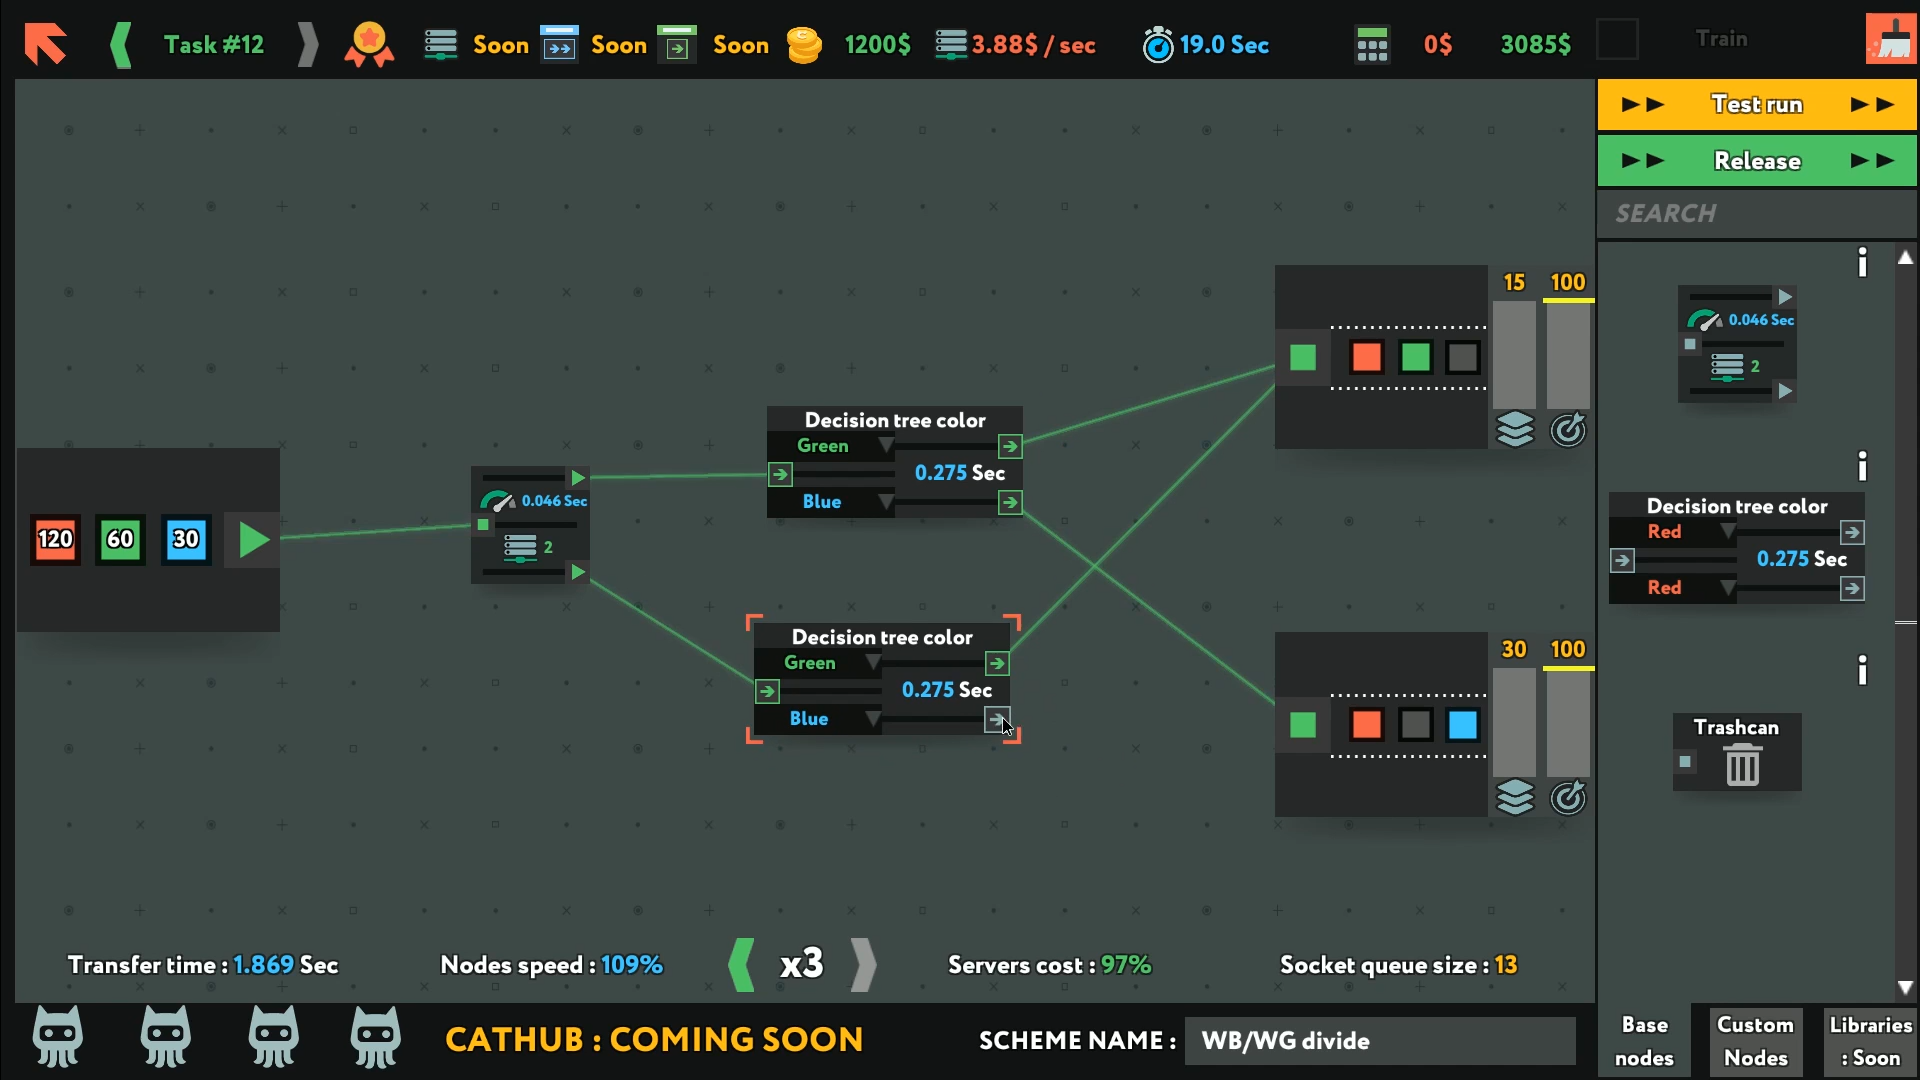 Task #12
Soon
Soon
Soon
1200$
3.88$ / sec
19.0 Sec
0$
3085$
Train
Test run
Release
SEARCH
0.046 Sec
2
Decision tree color
Red
0.275 Sec
Red
Trashcan
120
60
30
0.046 Sec
2
Decision tree color
Green
0.275 Sec
Blue
Decision tree color
Green
0.275 Sec
Blue
15
100
30
100
Transfer time : 1.869 Sec
Nodes speed : 109%
x3
Servers cost : 97%
Socket queue size : 13
CATHUB : COMING SOON
SCHEME NAME :
WB/WG divide
Base
nodes
Custom
Nodes
Libraries
: Soon